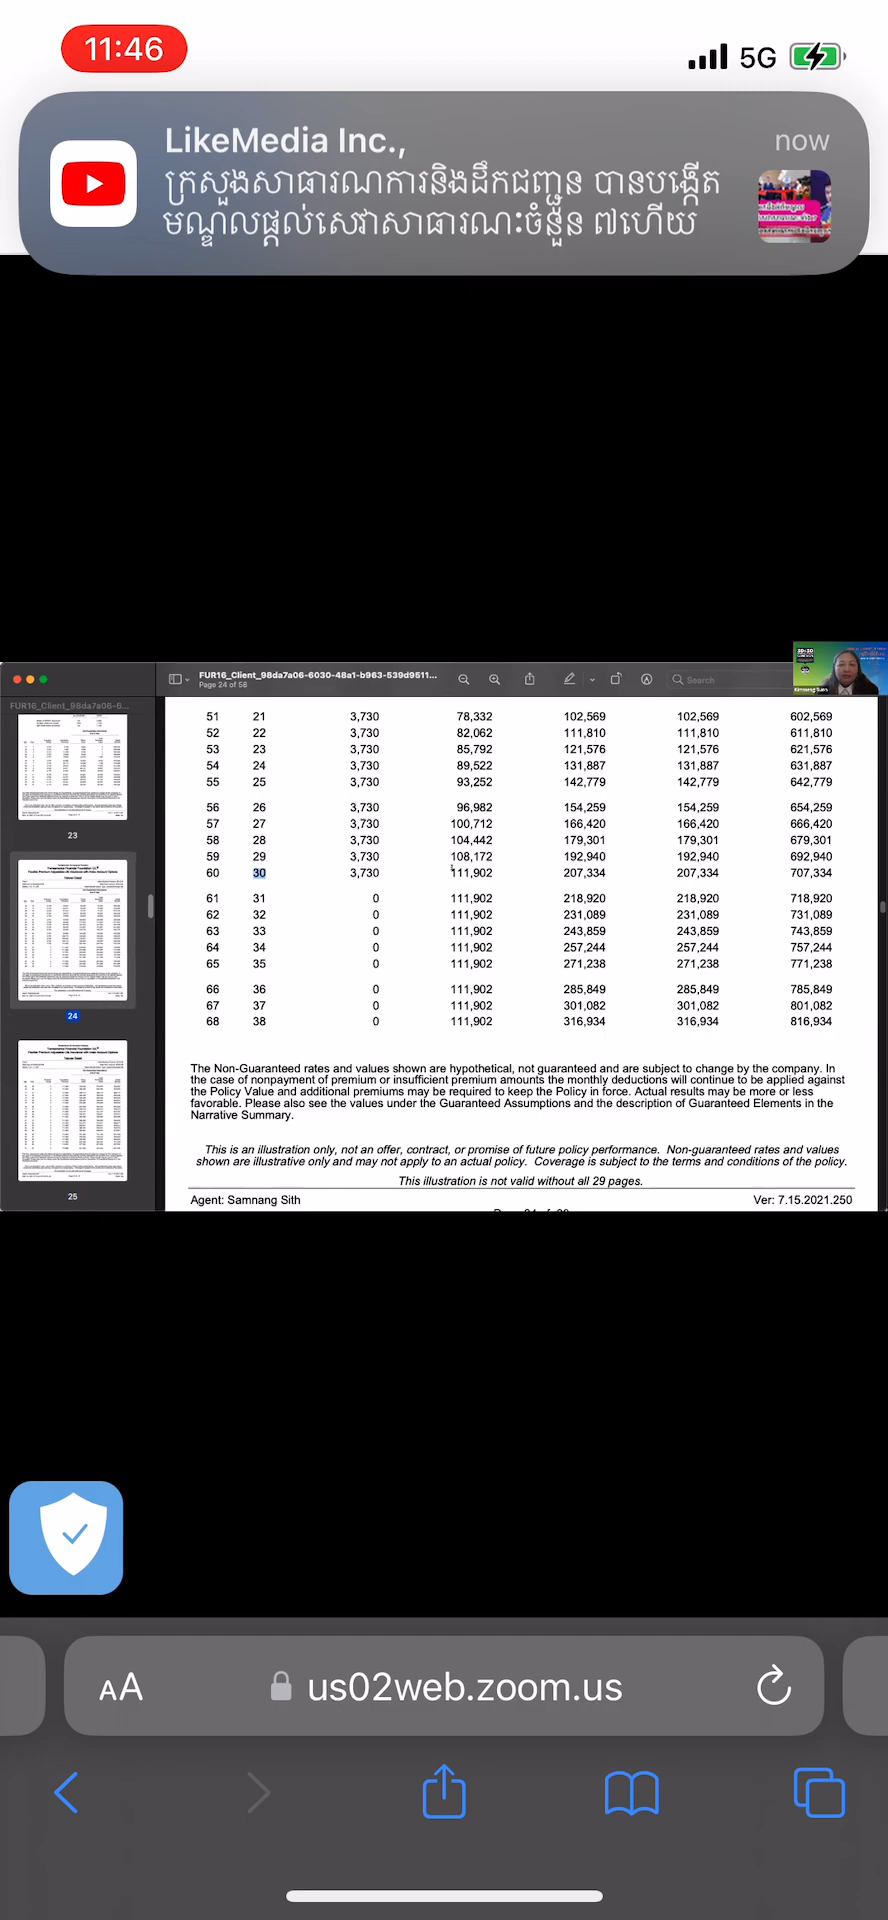 11:46
5G
LikeMedia Inc.,
now
ក្រសួងសាធារណការនិងដឹកជញ្ជូន បានបង្កើត
មណ្ឌលផ្តល់សេវាសាធារណៈចំនួន ៧ហើយ
FUR16_Client_98da7a06-6030-48a1-b963-539d9511...
Page 24 of 58
Search
FUR16_Client_98da7a06-6...
23
24
25
51 21 3,730 78,332 102,569 102,569 602,569
52 22 3,730 82,062 111,810 111,810 611,810
53 23 3,730 85,792 121,576 121,576 621,576
54 24 3,730 89,522 131,887 131,887 631,887
55 25 3,730 93,252 142,779 142,779 642,779
56 26 3,730 96,982 154,259 154,259 654,259
57 27 3,730 100,712 166,420 166,420 666,420
58 28 3,730 104,442 179,301 179,301 679,301
59 29 3,730 108,172 192,940 192,940 692,940
60 30 3,730 111,902 207,334 207,334 707,334
61 31 0 111,902 218,920 218,920 718,920
62 32 0 111,902 231,089 231,089 731,089
63 33 0 111,902 243,859 243,859 743,859
64 34 0 111,902 257,244 257,244 757,244
65 35 0 111,902 271,238 271,238 771,238
66 36 0 111,902 285,849 285,849 785,849
67 37 0 111,902 301,082 301,082 801,082
68 38 0 111,902 316,934 316,934 816,934
The Non-Guaranteed rates and values shown are hypothetical, not guaranteed and are subject to change by the company. In
the case of nonpayment of premium or insufficient premium amounts the monthly deductions will continue to be applied against
the Policy Value and additional premiums may be required to keep the Policy in force. Actual results may be more or less
favorable. Please also see the values under the Guaranteed Assumptions and the description of Guaranteed Elements in the
Narrative Summary.
This is an illustration only, not an offer, contract, or promise of future policy performance. Non-guaranteed rates and values
shown are illustrative only and may not apply to an actual policy. Coverage is subject to the terms and conditions of the policy.
This illustration is not valid without all 29 pages.
Agent: Samnang Sith
Ver: 7.15.2021.250
AA
us02web.zoom.us